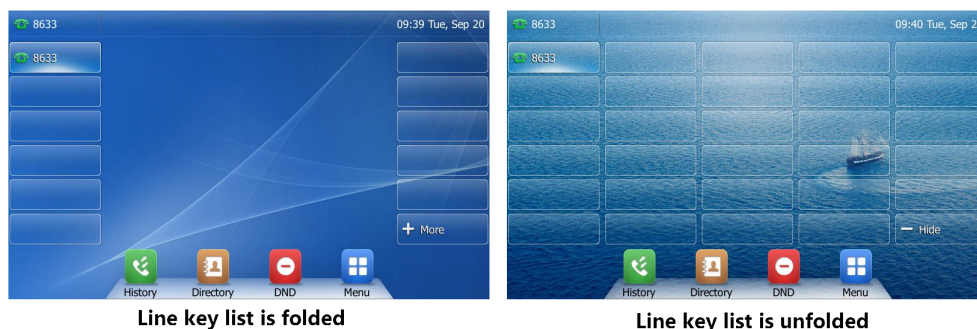 8633
09:39 Tue, Sep 20
8633
+ More
History
Directory
DND
Menu
Line key list is folded
8633
09:40 Tue, Sep 2
8633
− Hide
History
Directory
DND
Menu
Line key list is unfolded